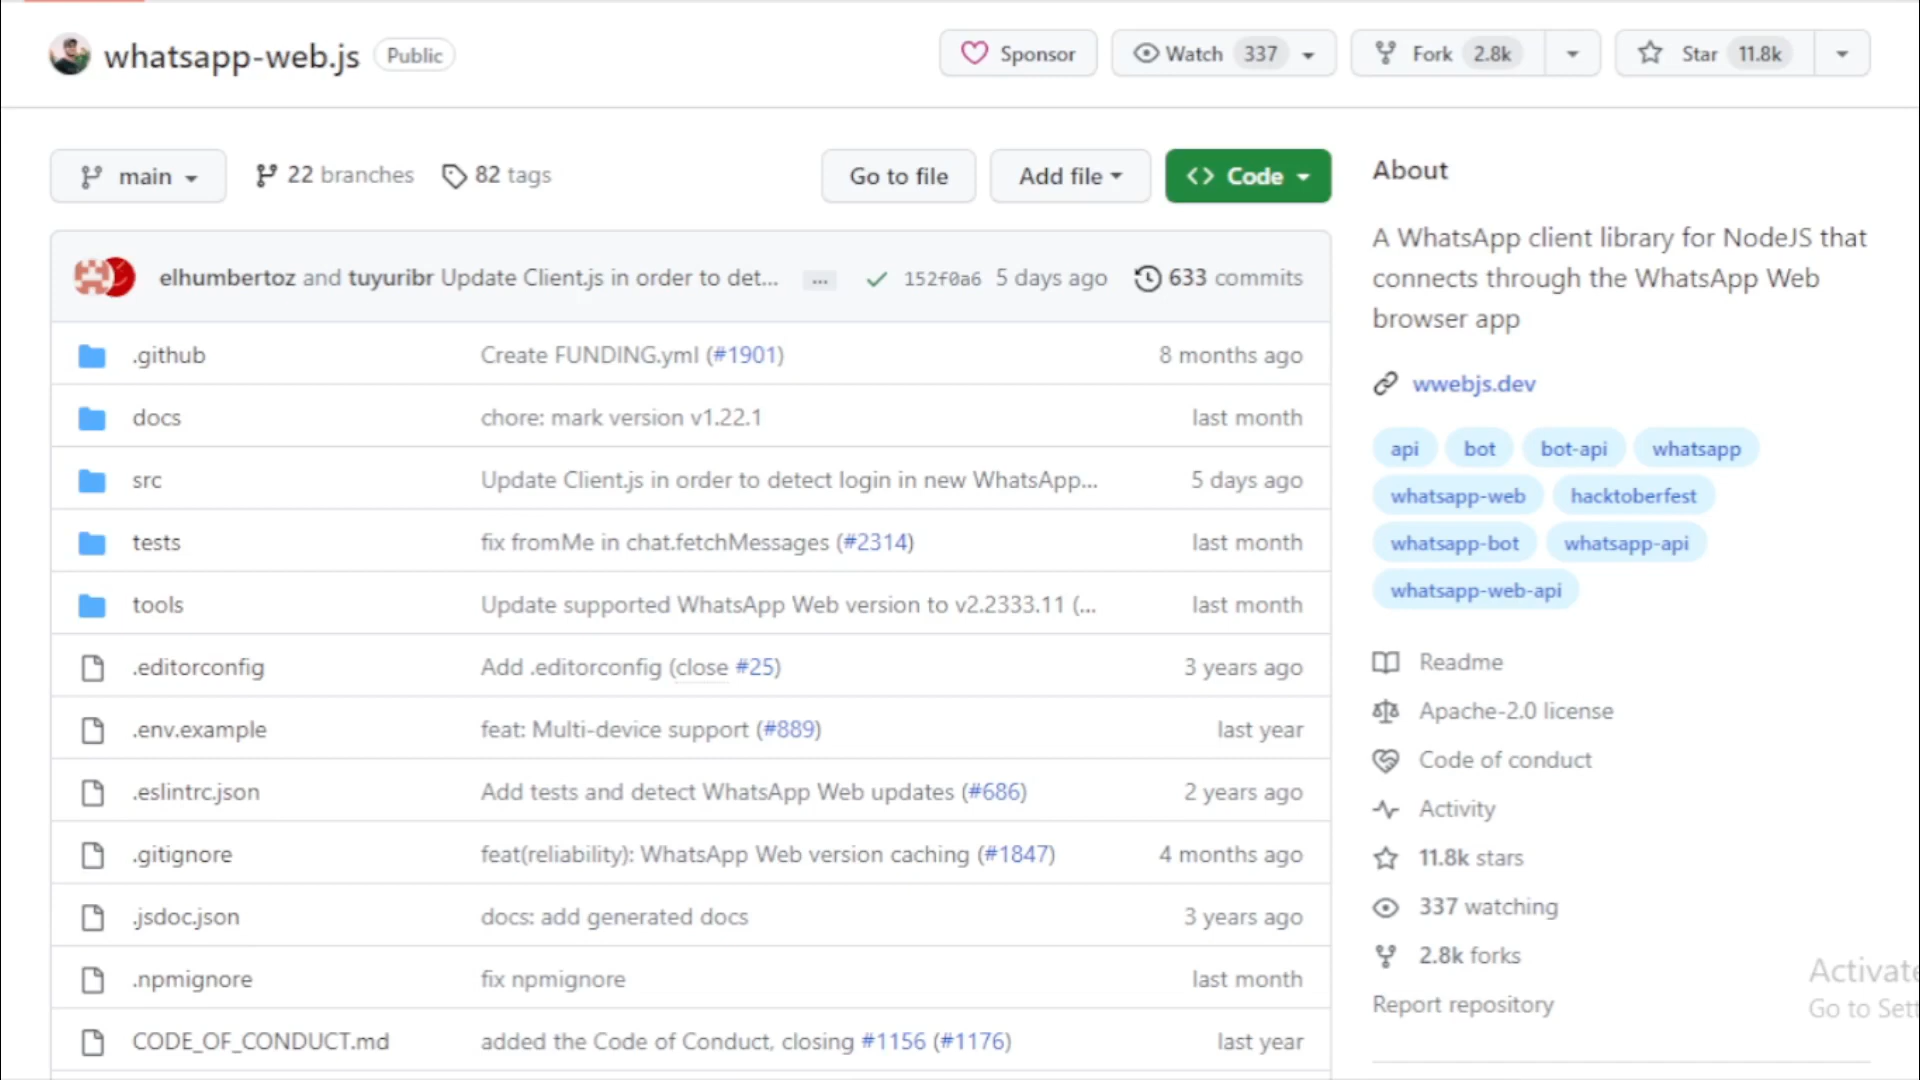 whatsapp-web.js Public
Sponsor Watch 337 Fork 2.8k Star 11.8k
main 22 branches 82 tags Go to file Add file Code
elhumbertoz and tuyuribr Update Client.js in order to det... ... 152f0a6 5 days ago 633 commits
.github Create FUNDING.yml (#1901) 8 months ago
docs chore: mark version v1.22.1 last month
src Update Client.js in order to detect login in new WhatsApp... 5 days ago
tests fix fromMe in chat.fetchMessages (#2314) last month
tools Update supported WhatsApp Web version to v2.2333.11 (... last month
.editorconfig Add .editorconfig (close #25) 3 years ago
.env.example feat: Multi-device support (#889) last year
.eslintrc.json Add tests and detect WhatsApp Web updates (#686) 2 years ago
.gitignore feat(reliability): WhatsApp Web version caching (#1847) 4 months ago
.jsdoc.json docs: add generated docs 3 years ago
.npmignore fix npmignore last month
CODE_OF_CONDUCT.md added the Code of Conduct, closing #1156 (#1176) last year
About
A WhatsApp client library for NodeJS that
connects through the WhatsApp Web
browser app
wwebjs.dev
api bot bot-api whatsapp
whatsapp-web hacktoberfest
whatsapp-bot whatsapp-api
whatsapp-web-api
Readme
Apache-2.0 license
Code of conduct
Activity
11.8k stars
337 watching
2.8k forks
Report repository
Activate
Go to Sett